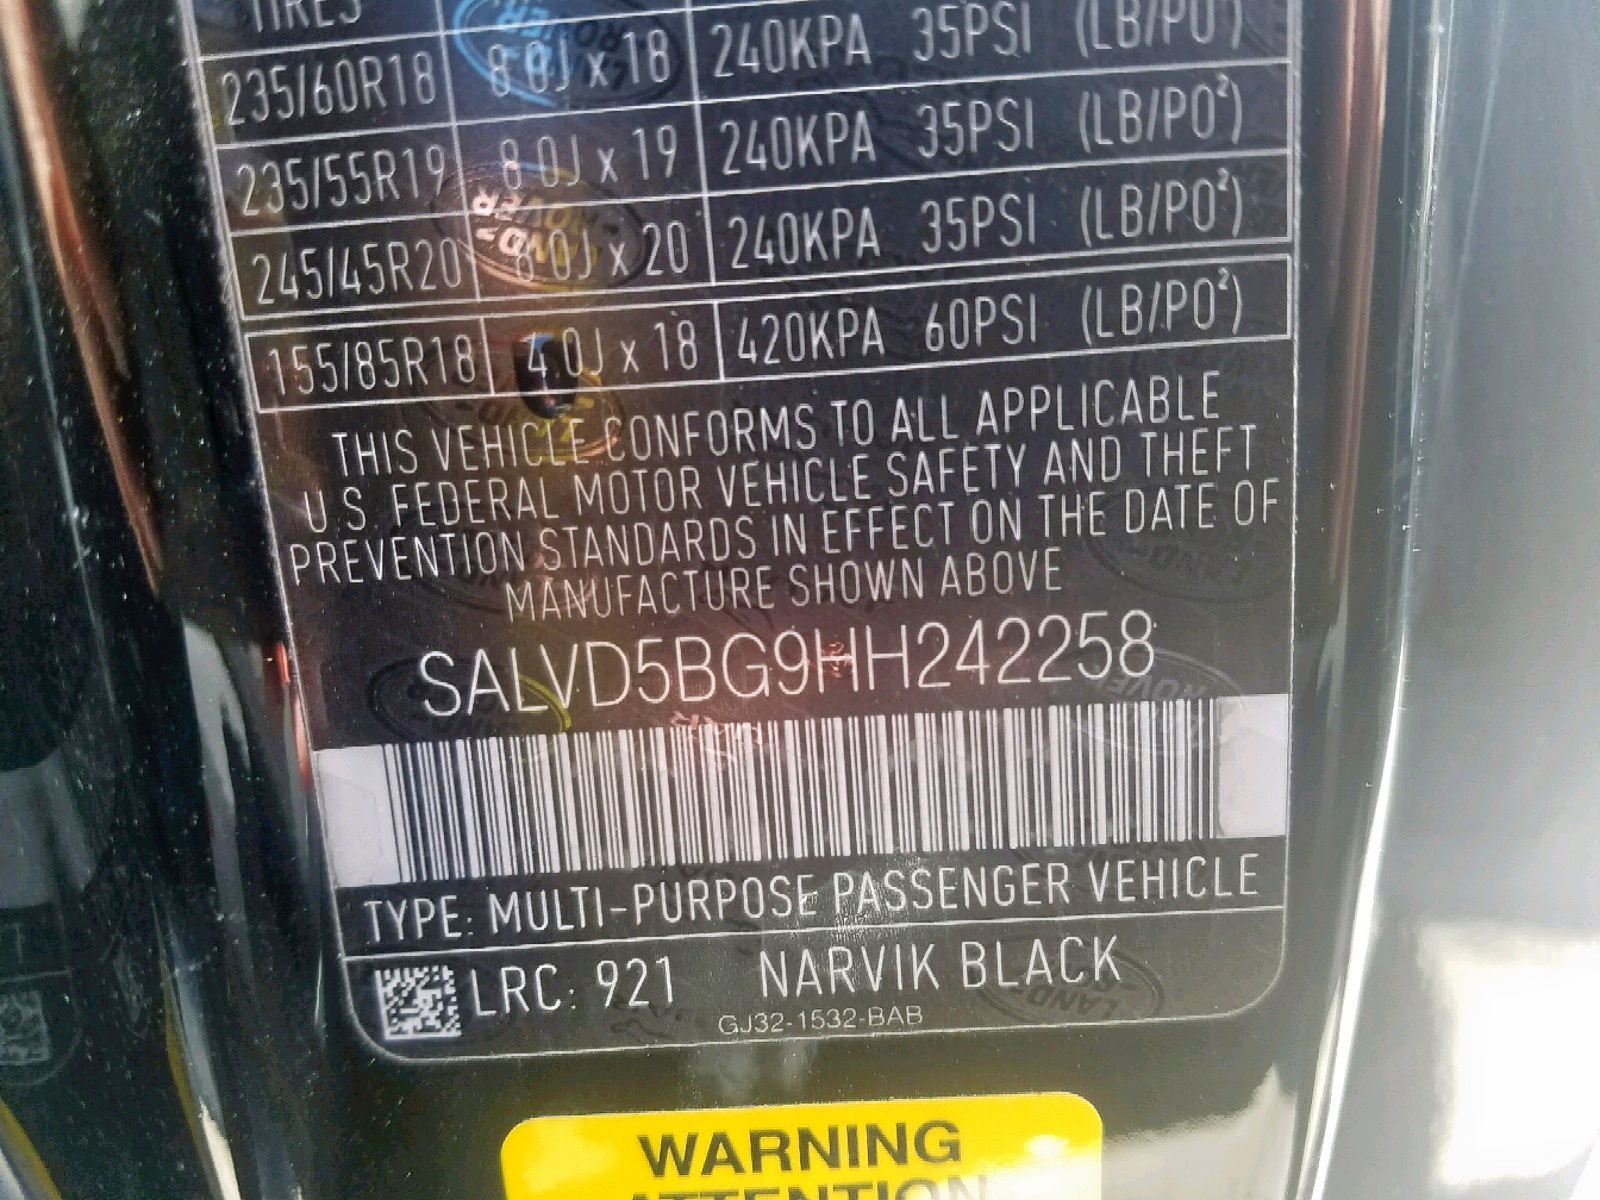 TIRES
235/60R18 8.0J x 18 240KPA 35PSI (LB/PO²)
235/55R19 8.0J x 19 240KPA 35PSI (LB/PO²)
245/45R20 8.0J x 20 240KPA 35PSI (LB/PO²)
155/85R18 4.0J x 18 420KPA 60PSI (LB/PO²)
THIS VEHICLE CONFORMS TO ALL APPLICABLE
U.S. FEDERAL MOTOR VEHICLE SAFETY AND THEFT
PREVENTION STANDARDS IN EFFECT ON THE DATE OF
MANUFACTURE SHOWN ABOVE
SALVD5BG9HH242258
TYPE: MULTI-PURPOSE PASSENGER VEHICLE
LRC: 921 NARVIK BLACK
GJ32-1532-BAB
WARNING
ATTENTION